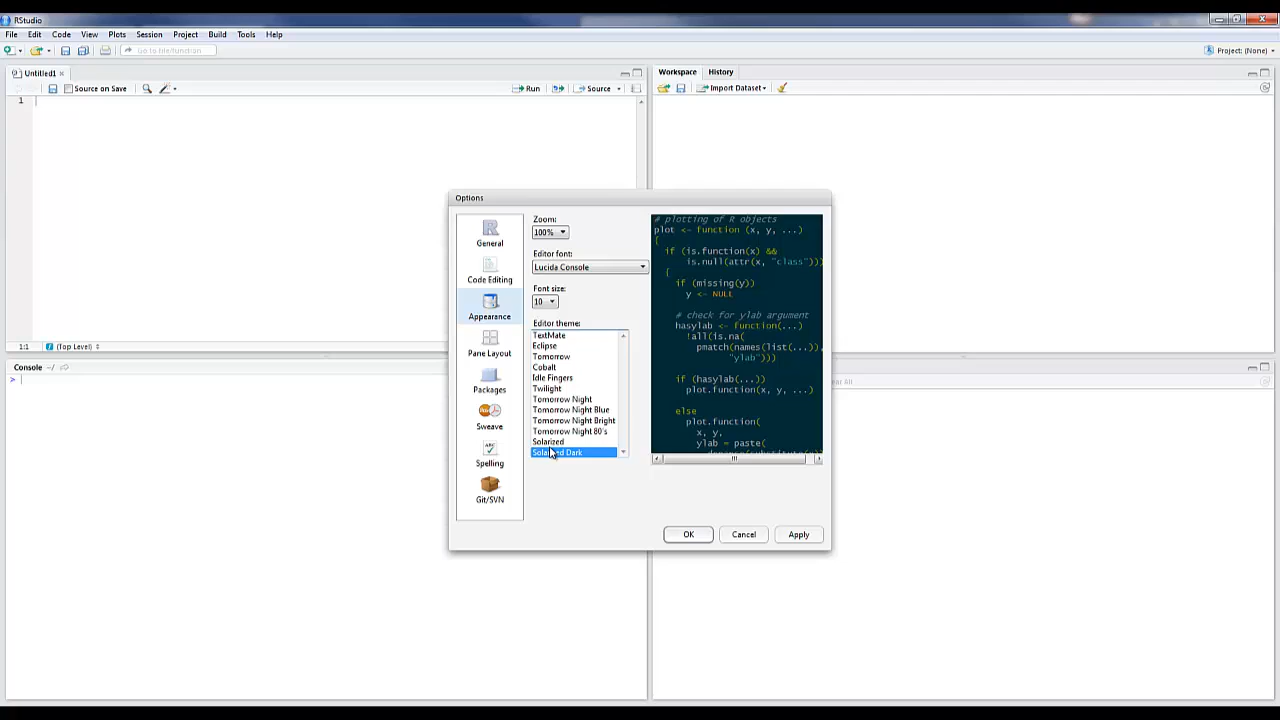 RStudio
File Edit Code View Plots Session Project Build Tools Help
Go to file/function
Project: (None)
Untitled1
Source on Save
Run
Source
1
1:1
(Top Level)
Console ~/
>
Workspace History
Import Dataset
Options
General
Code Editing
Appearance
Pane Layout
Packages
Sweave
ABC
Spelling
Git/SVN
Zoom:
100%
Editor font:
Lucida Console
Font size:
10
Editor theme:
TextMate
Eclipse
Tomorrow
Cobalt
Idle Fingers
Twilight
Tomorrow Night
Tomorrow Night Blue
Tomorrow Night Bright
Tomorrow Night 80's
Solarized
Solarized Dark
# plotting of R objects
plot <- function (x, y, ...)
{
if (is.function(x) &&
is.null(attr(x, "class")))
{
if (missing(y))
y <- NULL
# check for ylab argument
hasylab <- function(...)
!all(is.na(
pmatch(names(list(...)),
"ylab")))
if (hasylab(...))
plot.function(x, y, ...)
else
plot.function(
x, y,
ylab = paste(
OK Cancel Apply